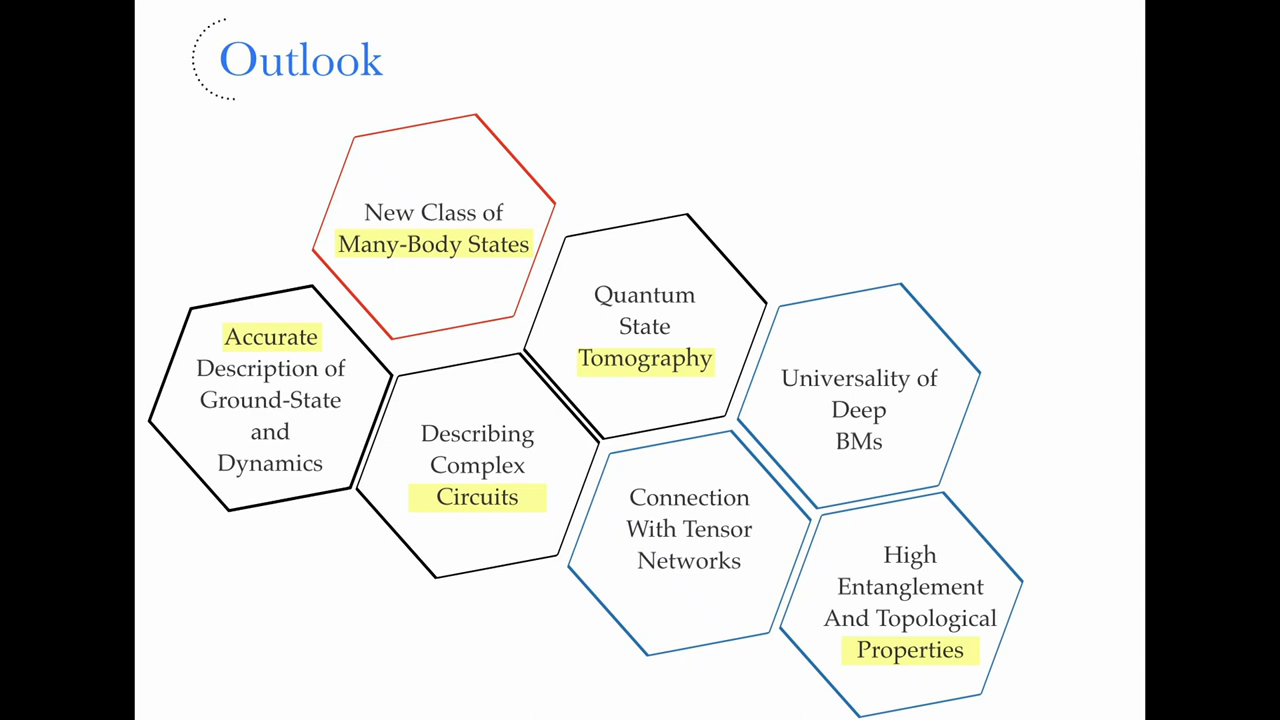 Outlook
New Class of
Many-Body States
Quantum
State
Tomography
Accurate
Description of
Ground-State
and
Dynamics
Universality of
Deep
BMs
Describing
Complex
Circuits
Connection
With Tensor
Networks
High
Entanglement
And Topological
Properties